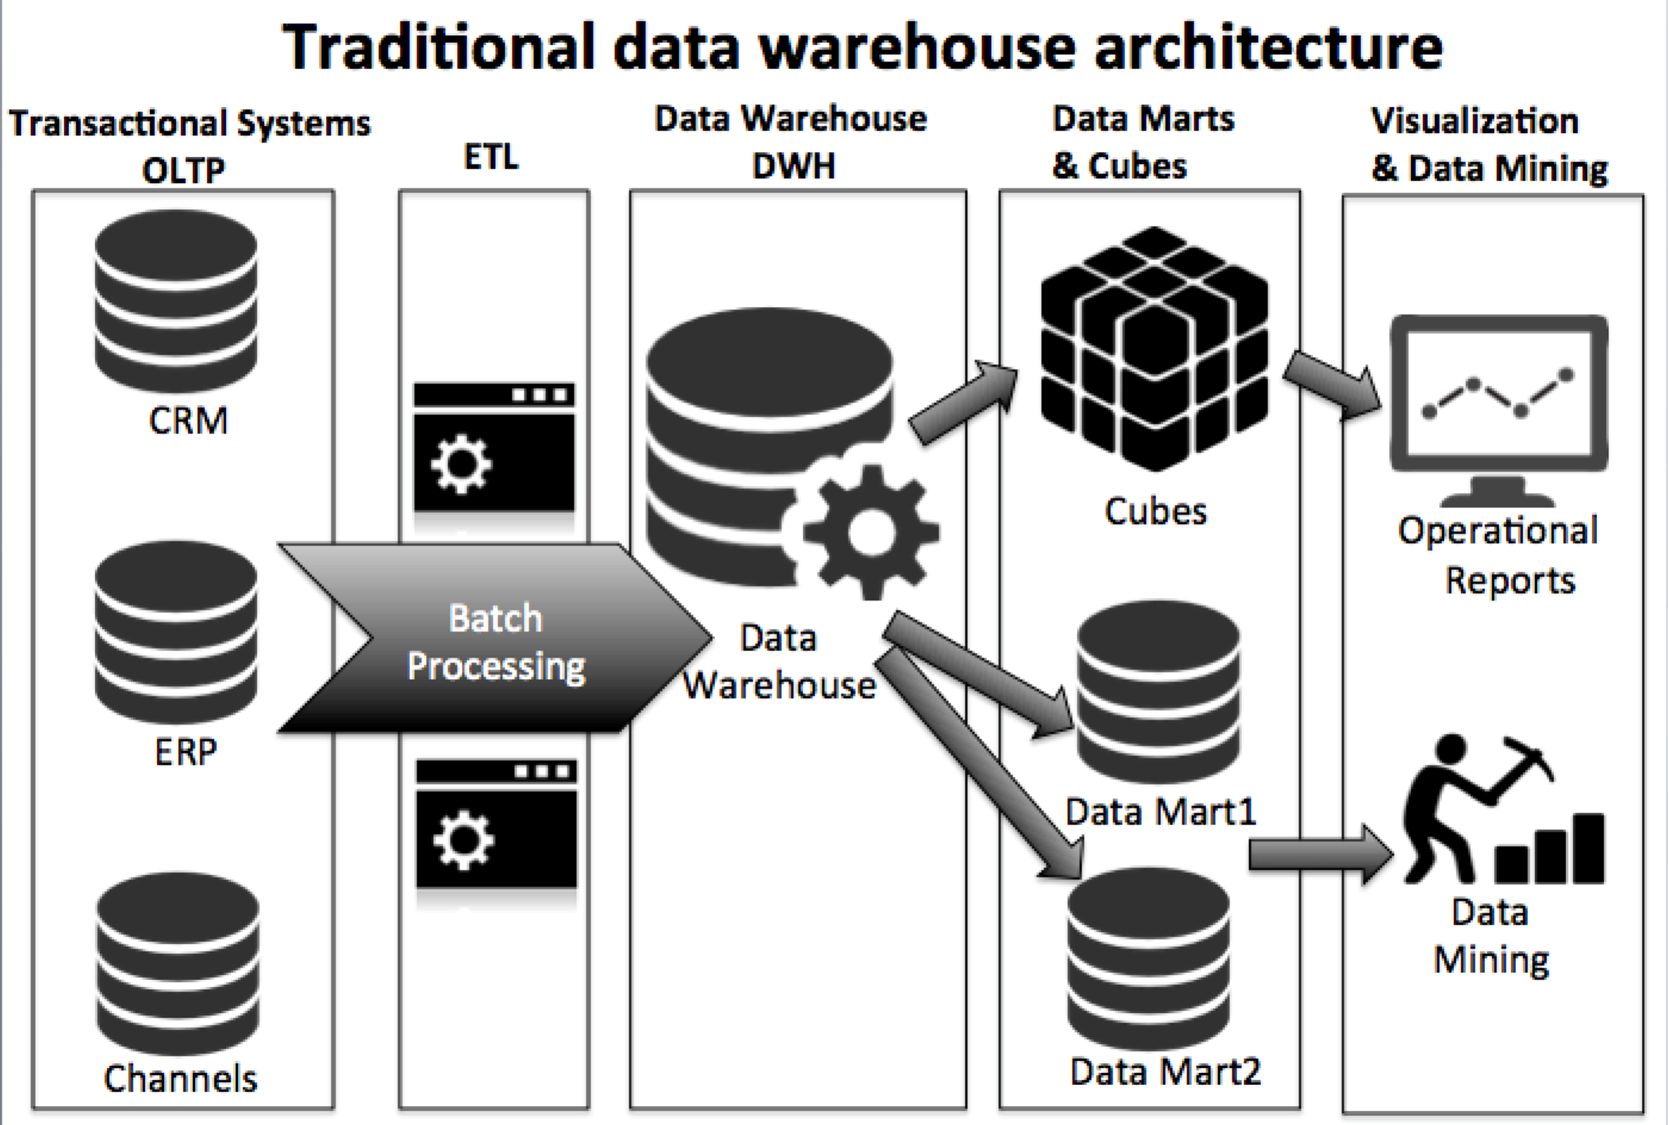 Traditional data warehouse architecture
Transactional Systems
OLTP
ETL
Data Warehouse
DWH
Data Marts
& Cubes
Visualization
& Data Mining
CRM
ERP
Channels
Batch
Processing
Data
Warehouse
Cubes
Data Mart1
Data Mart2
Operational
Reports
Data
Mining